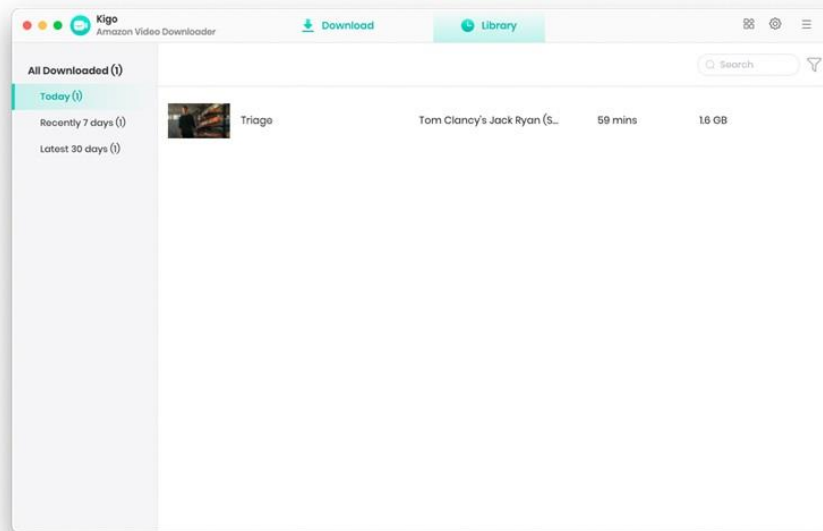 Kigo
Amazon Video Downloader
Download
Library
All Downloaded (1)
Search
Today (1)
Recently 7 days (1)
Latest 30 days (1)
Triage
Tom Clancy's Jack Ryan (S...
59 mins
1.6 GB